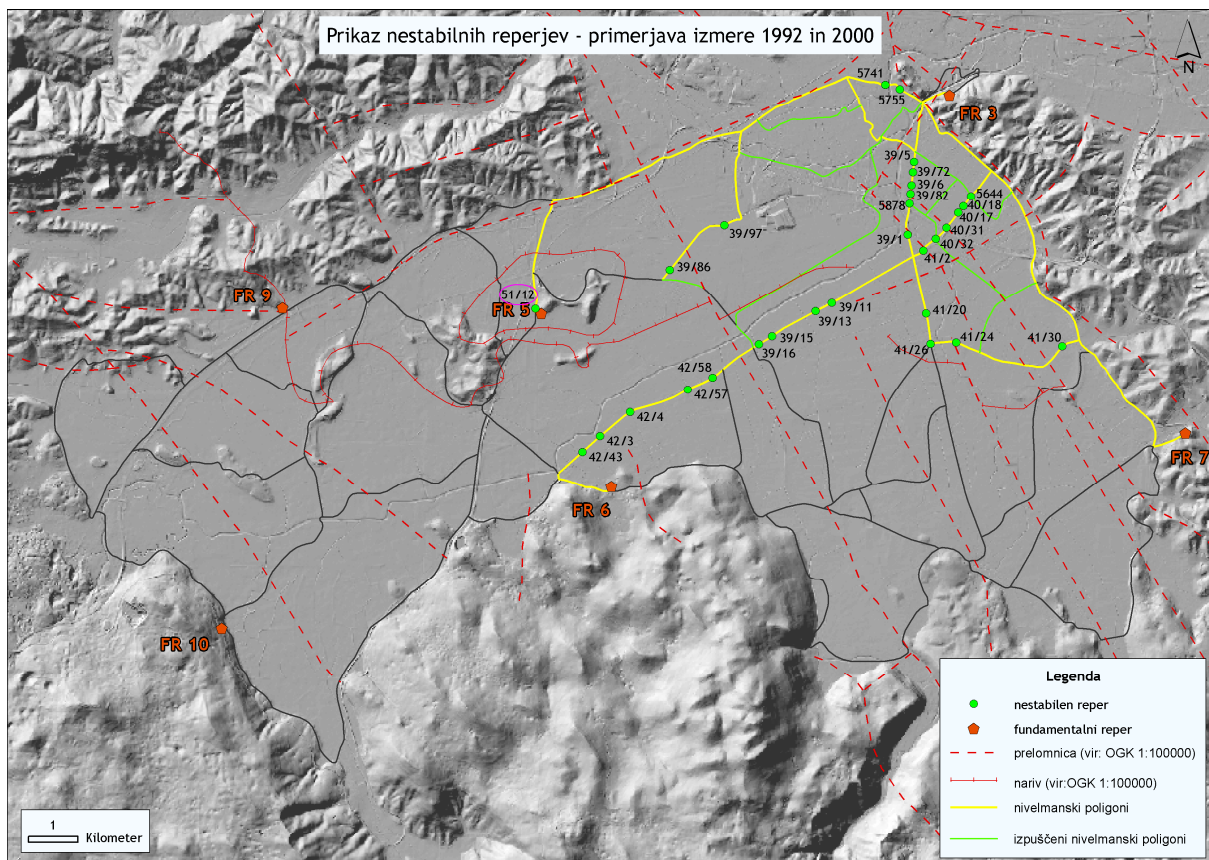 Prikaz nestabilnih reperjev - primerjava izmere 1992 in 2000
N
5741
5755
FR 3
39/5
39/72
39/6
39/82
5878
5644
40/18
40/17
40/31
39/1
40/32
41/2
39/97
39/86
FR 9
51/12
FR 5
39/11
39/13
41/20
39/15
39/16
41/26
41/24
41/30
42/58
42/57
42/4
42/3
42/43
FR 7
FR 6
FR 10
Legenda
nestabilen reper
fundamentalni reper
prelomnica (vir: OGK 1:100000)
nariv (vir:OGK 1:100000)
nivelmanski poligoni
izpuščeni nivelmanski poligoni
1
Kilometer